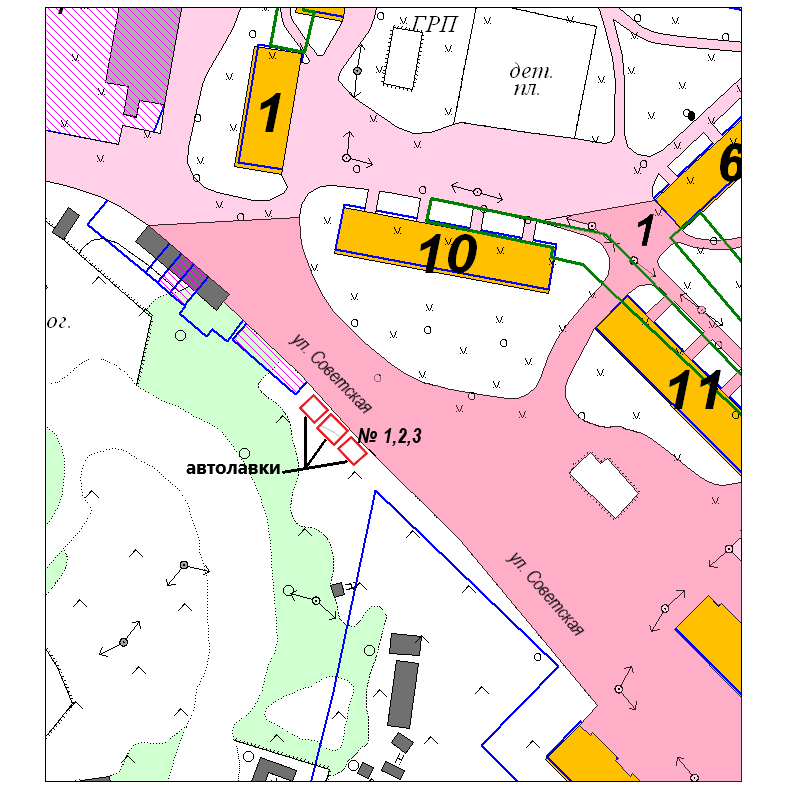 ГРП
дет.
пл.
1
6
1
10
ог.
ул. Советская
11
№ 1,2,3
автолавки
ул. Советская